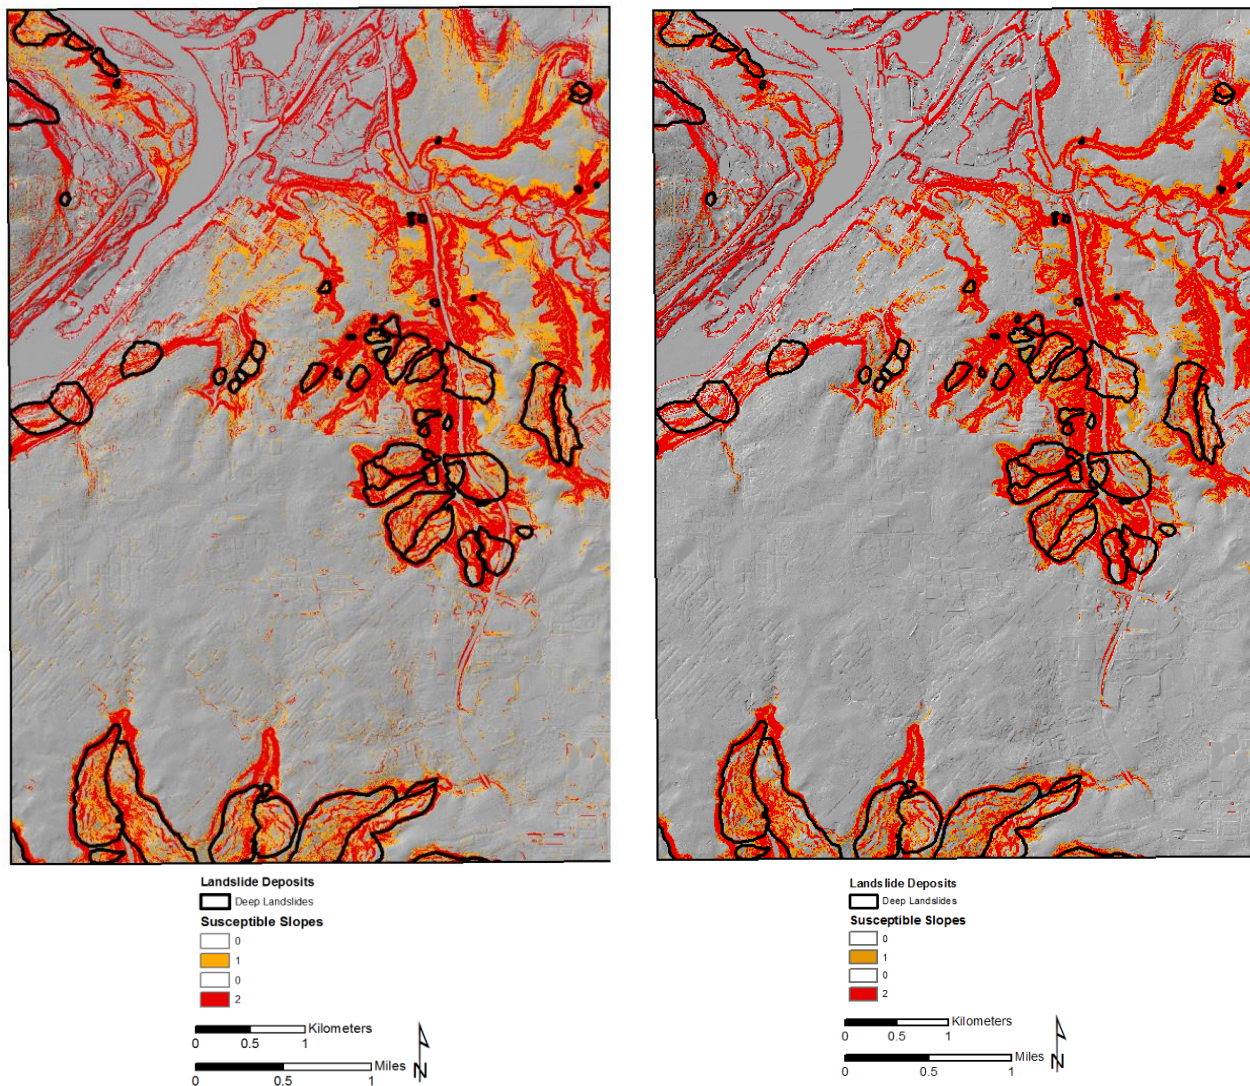 Landslide Deposits
Deep Landslides
Susceptible Slopes
0
1
0
2
Kilometers
0 0.5 1
Miles
0 0.5 1
N
Landslide Deposits
Deep Landslides
Susceptible Slopes
0
1
0
2
Kilometers
0 0.5 1
Miles
0 0.5 1
N